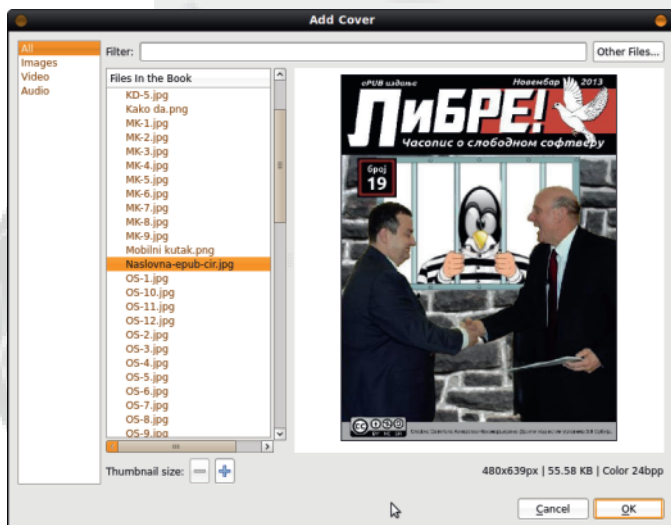 Add Cover
All
Images
Video
Audio
Filter:
Other Files...
Files In the Book
KD-5.jpg
Kako da.png
MK-1.jpg
MK-2.jpg
MK-3.jpg
MK-4.jpg
MK-5.jpg
MK-6.jpg
MK-7.jpg
MK-8.jpg
MK-9.jpg
Mobilni kutak.png
Naslovna-epub-cir.jpg
OS-1.jpg
OS-10.jpg
OS-11.jpg
OS-12.jpg
OS-2.jpg
OS-3.jpg
OS-4.jpg
OS-5.jpg
OS-6.jpg
OS-7.jpg
OS-8.jpg
OS-9.jpg
ePUB издање
Новембар
2013
ЛиБРЕ!
Часопис о слободном софтверу
број
19
Thumbnail size:
480x639px | 55.58 KB | Color 24bpp
Cancel
OK